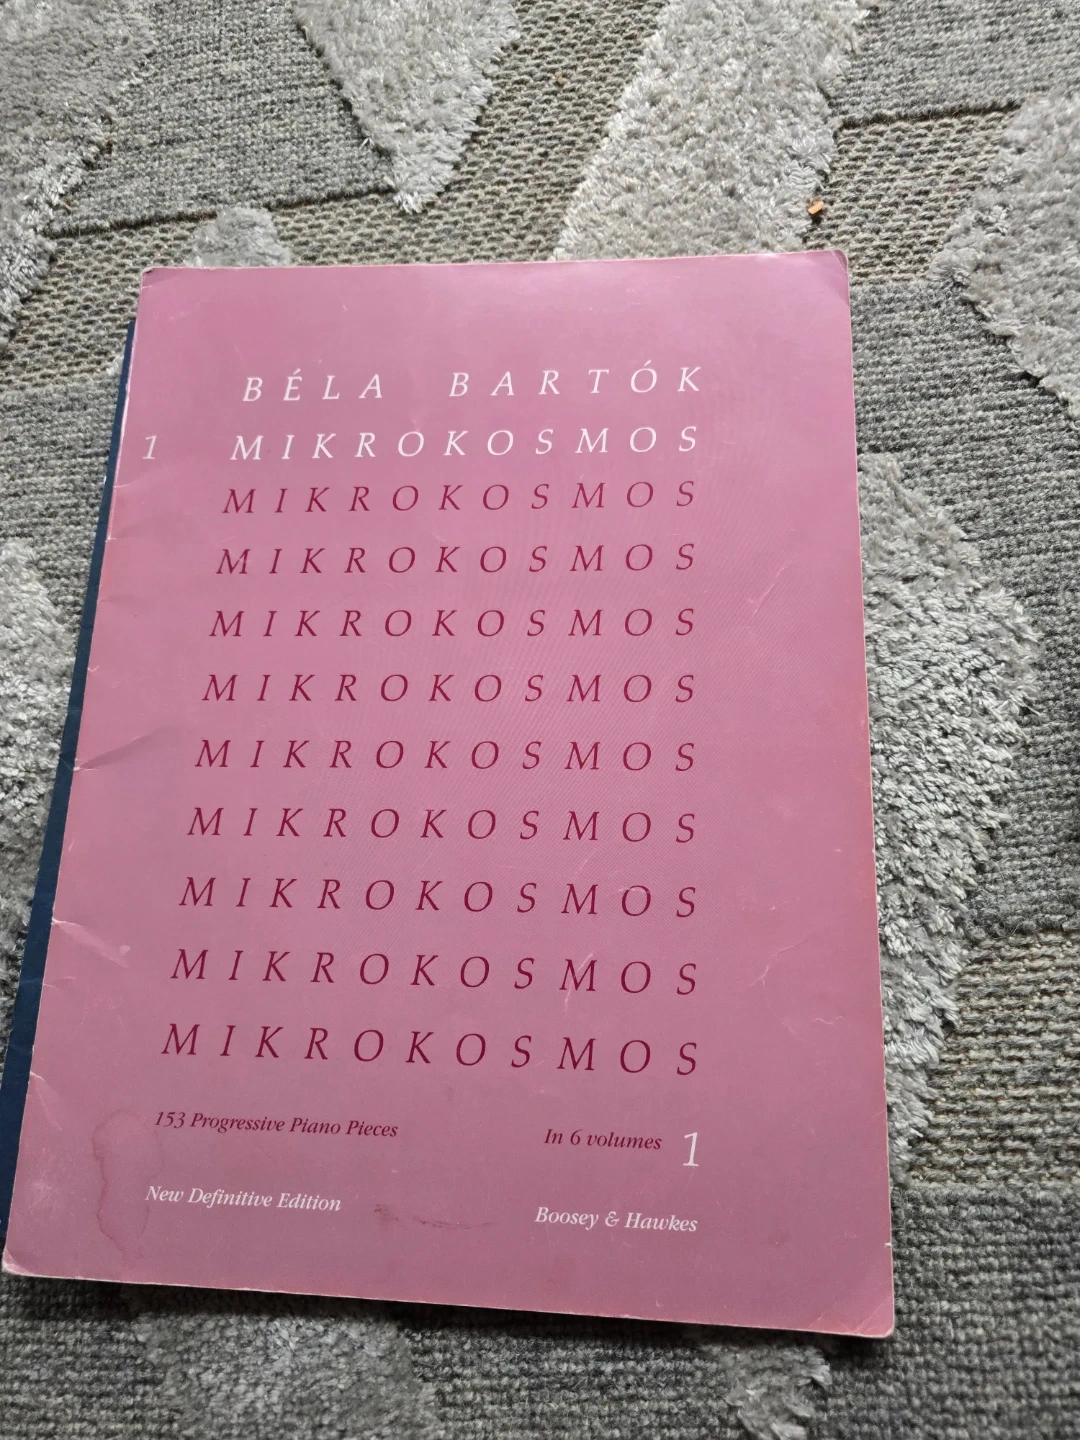 BÉLA BARTÓK
1 MIKROKOSMOS
MIKROKOSMOS
MIKROKOSMOS
MIKROKOSMOS
MIKROKOSMOS
MIKROKOSMOS
MIKROKOSMOS
MIKROKOSMOS
MIKROKOSMOS
MIKROKOSMOS
153 Progressive Piano Pieces In 6 volumes 1
New Definitive Edition Boosey & Hawkes